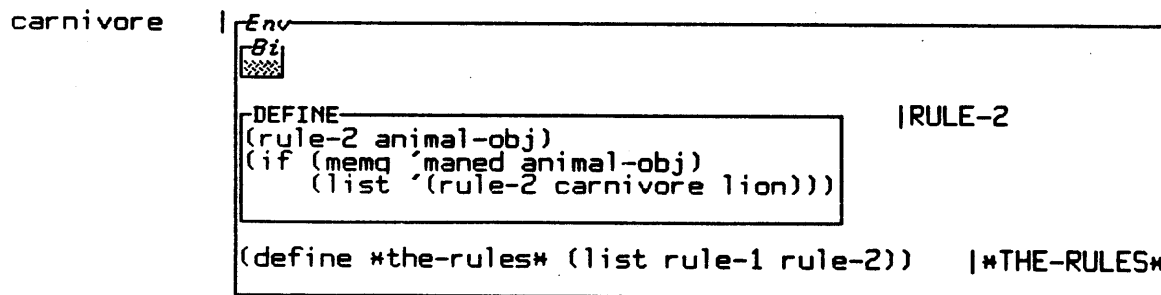 carnivore | Env
Bi
DEFINE |RULE-2
(rule-2 animal-obj)
(if (memq 'maned animal-obj)
(list '(rule-2 carnivore lion)))
(define *the-rules* (list rule-1 rule-2)) |*THE-RULES*